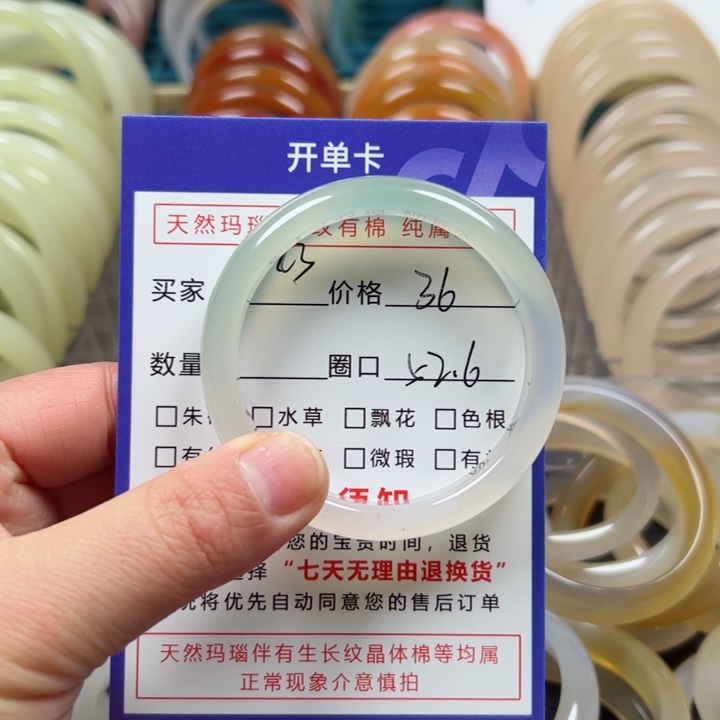 开单卡
天然玛 有棉 纯属
买家 03 价格 36
数量 圈口 52.6
□朱 □水草 □飘花 □色根
□有 □微瑕 □有
须知
您的宝贵时间，退货
择“七天无理由退换货”
统将优先自动同意您的售后订单
天然玛瑙伴有生长纹晶体棉等均属
正常现象介意慎拍